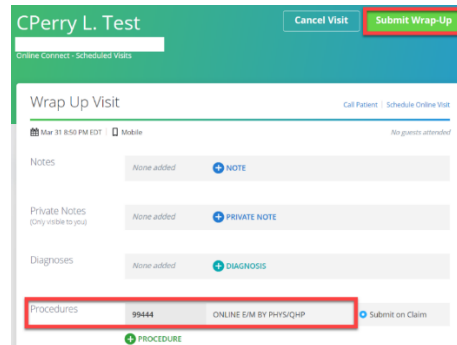 CPerry L. Test
Cancel Visit
Submit Wrap-Up
Online Connect - Scheduled Visits
Wrap Up Visit
Call Patient | Schedule Online Visit
Mar 31 8:50 PM EDT | Mobile
No guests attended
Notes
None added
NOTE
Private Notes
(Only visible to you)
None added
PRIVATE NOTE
Diagnoses
None added
DIAGNOSIS
Procedures
99444
ONLINE E/M BY PHYS/QHP
Submit on Claim
PROCEDURE